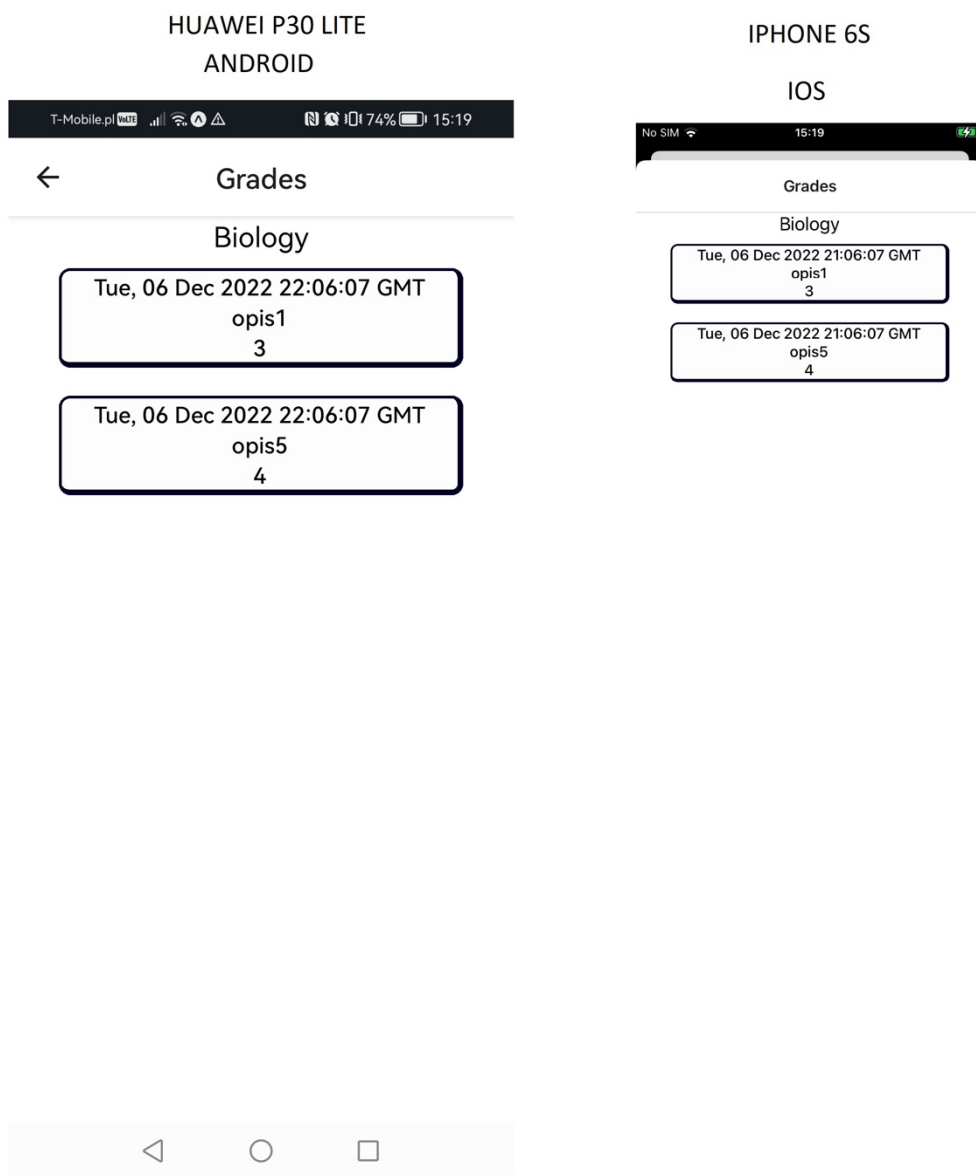 HUAWEI P30 LITE
ANDROID
T-Mobile.pl VoLTE 74% 15:19
Grades
Biology
Tue, 06 Dec 2022 22:06:07 GMT
opis1
3
Tue, 06 Dec 2022 22:06:07 GMT
opis5
4
IPHONE 6S
IOS
No SIM 15:19
Grades
Biology
Tue, 06 Dec 2022 21:06:07 GMT
opis1
3
Tue, 06 Dec 2022 21:06:07 GMT
opis5
4